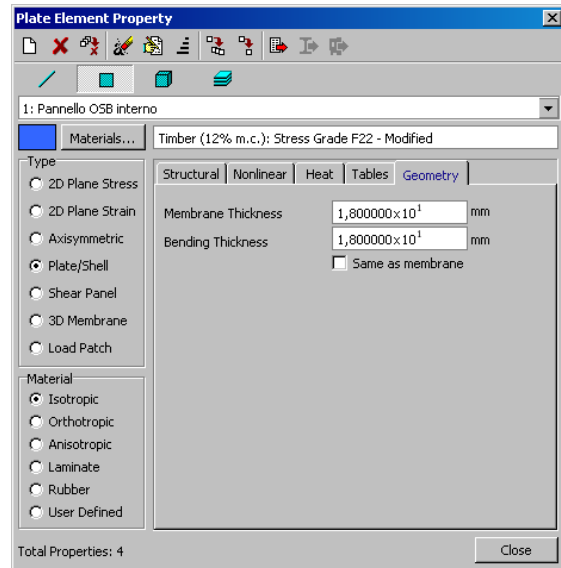 Plate Element Property
1: Pannello OSB interno
Materials... Timber (12% m.c.): Stress Grade F22 - Modified
Type
2D Plane Stress
2D Plane Strain
Axisymmetric
Plate/Shell
Shear Panel
3D Membrane
Load Patch
Material
Isotropic
Orthotropic
Anisotropic
Laminate
Rubber
User Defined
Structural Nonlinear Heat Tables Geometry
Membrane Thickness 1,800000x10¹ mm
Bending Thickness 1,800000x10¹ mm
Same as membrane
Total Properties: 4 Close